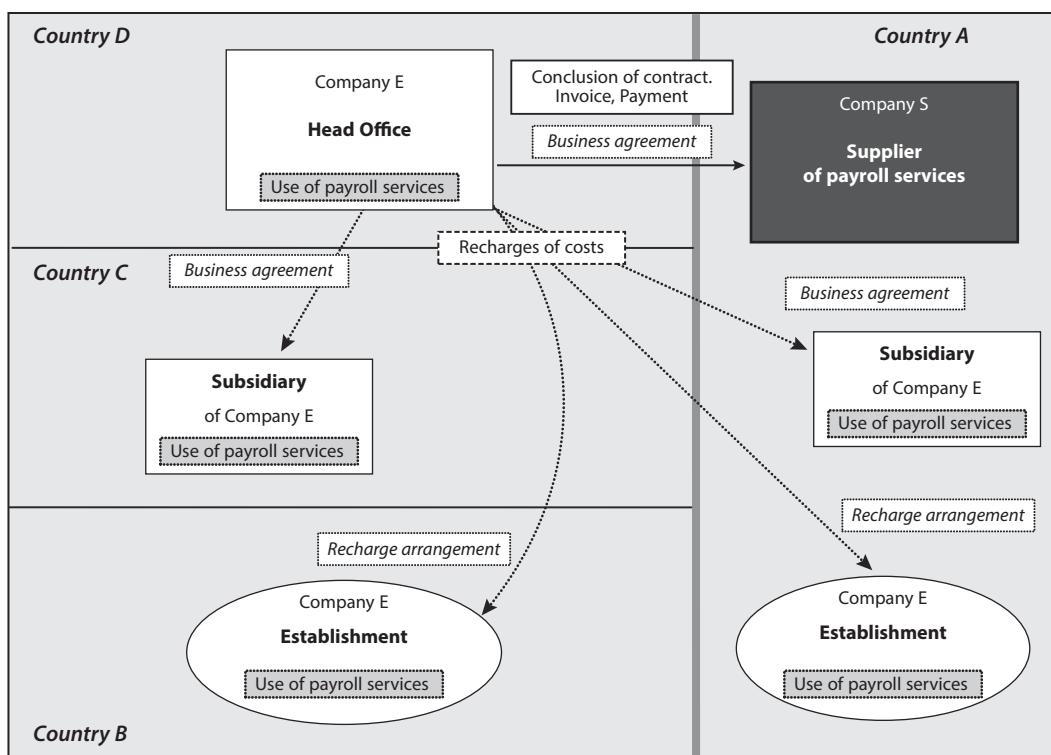 Country D
Country A
Company E
Head Office
Use of payroll services
Conclusion of contract.
Invoice, Payment
Business agreement
Company S
Supplier
of payroll services
Recharges of costs
Country C
Business agreement
Business agreement
Subsidiary
of Company E
Use of payroll services
Subsidiary
of Company E
Use of payroll services
Recharge arrangement
Recharge arrangement
Company E
Establishment
Use of payroll services
Company E
Establishment
Use of payroll services
Country B